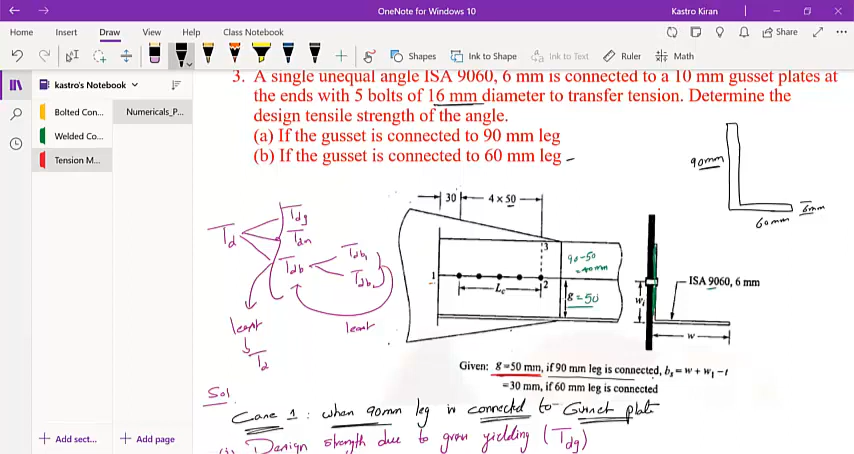 OneNote for Windows 10
Kastro Kiran
Home Insert Draw View Help Class Notebook
Share
Shapes Ink to Shape Ink to Text Ruler Math
kastro's Notebook
Bolted Con...
Welded Co...
Tension M...
Numericals_P...
3. A single unequal angle ISA 9060, 6 mm is connected to a 10 mm gusset plates at
the ends with 5 bolts of 16 mm diameter to transfer tension. Determine the
design tensile strength of the angle.
(a) If the gusset is connected to 90 mm leg
(b) If the gusset is connected to 60 mm leg
90mm
6mm
60mm
30 4 × 50
Td
Tdg
Tdn
Tdb
Tdb1
Tdb2
least
least
Td
3
1
2
Lc
90-50
=40mm
g = 50
w1
ISA 9060, 6 mm
w
Given: g =50 mm, if 90 mm leg is connected, bs = w + w1 – t
=30 mm, if 60 mm leg is connected
Sol
Case 1: when 90mm leg is connected to Gusset plate
(i) Design strength due to gross yielding (Tdg)
Add sect...
Add page